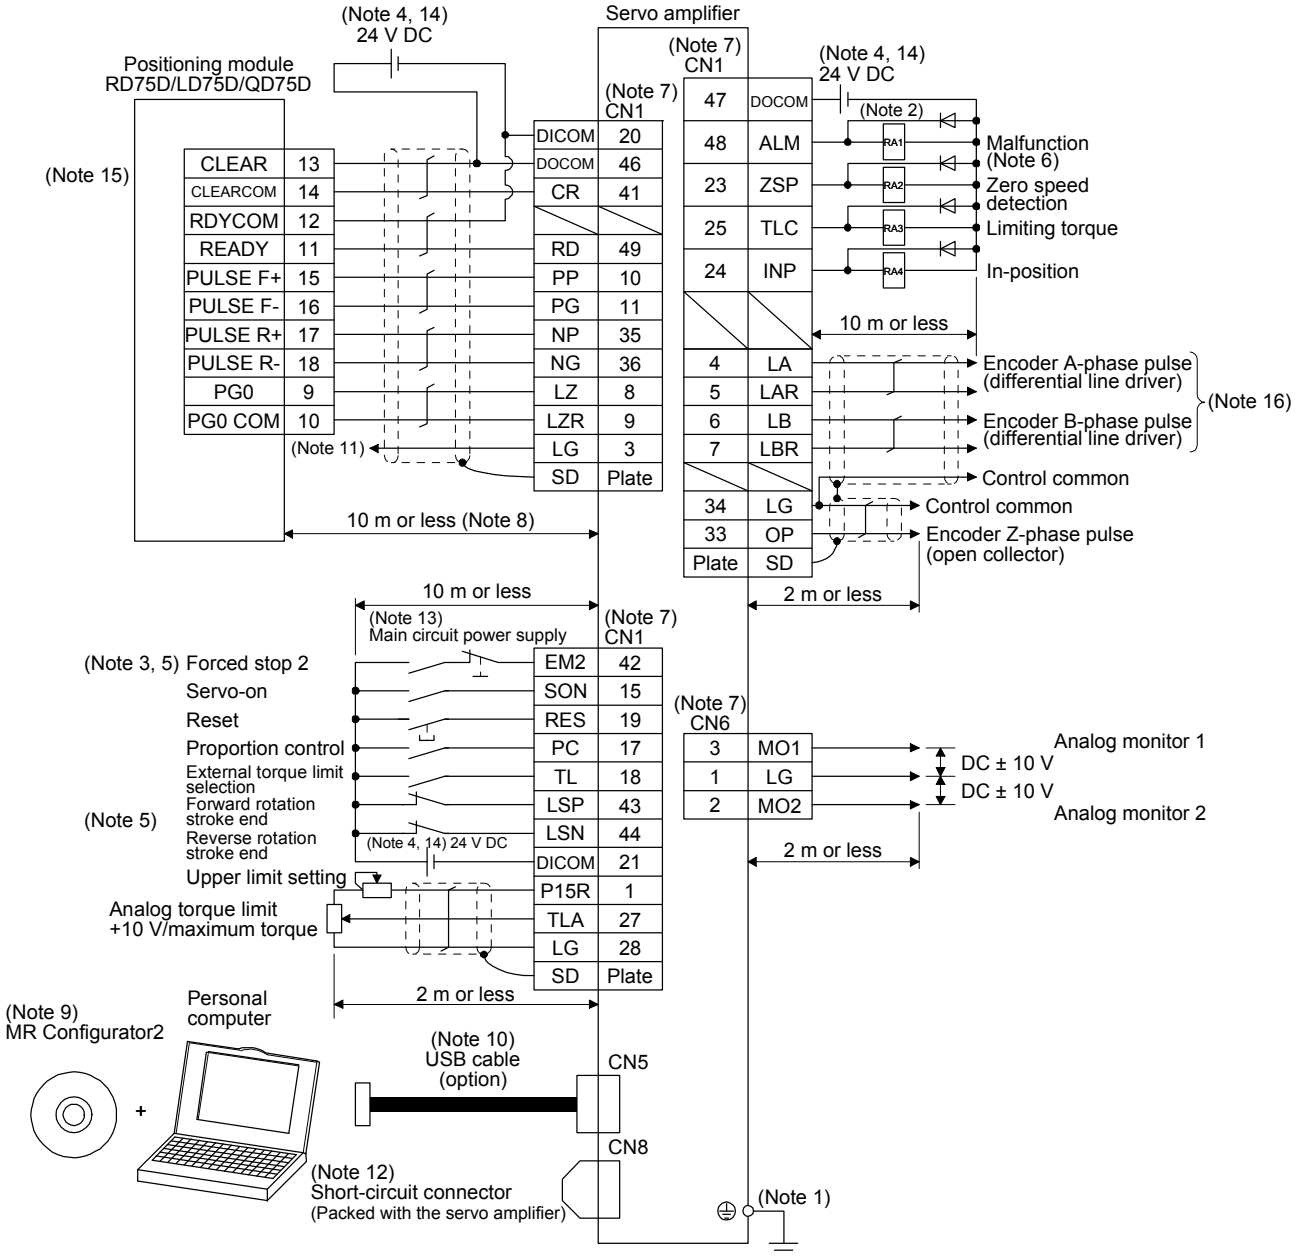 Servo amplifier
(Note 4, 14)
24 V DC
Positioning module
RD75D/LD75D/QD75D
(Note 15)
(Note 7)
CN1
CLEAR 13
CLEARCOM 14
RDYCOM 12
READY 11
PULSE F+ 15
PULSE F- 16
PULSE R+ 17
PULSE R- 18
PG0 9
PG0 COM 10
(Note 11)
DICOM 20
DOCOM 46
CR 41
RD 49
PP 10
PG 11
NP 35
NG 36
LZ 8
LZR 9
LG 3
SD Plate
10 m or less (Note 8)
(Note 7)
CN1
(Note 4, 14)
24 V DC
(Note 2)
47 DOCOM
48 ALM
23 ZSP
25 TLC
24 INP
RA1
RA2
RA3
RA4
Malfunction
(Note 6)
Zero speed
detection
Limiting torque
In-position
10 m or less
4 LA
5 LAR
6 LB
7 LBR
34 LG
33 OP
Plate SD
Encoder A-phase pulse
(differential line driver)
Encoder B-phase pulse
(differential line driver)
(Note 16)
Control common
Control common
Encoder Z-phase pulse
(open collector)
2 m or less
10 m or less
(Note 13)
Main circuit power supply
(Note 7)
CN1
(Note 3, 5) Forced stop 2
Servo-on
Reset
Proportion control
External torque limit
selection
Forward rotation
stroke end
(Note 5)
Reverse rotation
stroke end
(Note 4, 14) 24 V DC
Upper limit setting
Analog torque limit
+10 V/maximum torque
EM2 42
SON 15
RES 19
PC 17
TL 18
LSP 43
LSN 44
DICOM 21
P15R 1
TLA 27
LG 28
SD Plate
2 m or less
(Note 7)
CN6
3 MO1
1 LG
2 MO2
Analog monitor 1
DC ± 10 V
DC ± 10 V
Analog monitor 2
2 m or less
(Note 9)
MR Configurator2
+
Personal
computer
(Note 10)
USB cable
(option)
CN5
CN8
(Note 12)
Short-circuit connector
(Packed with the servo amplifier)
(Note 1)